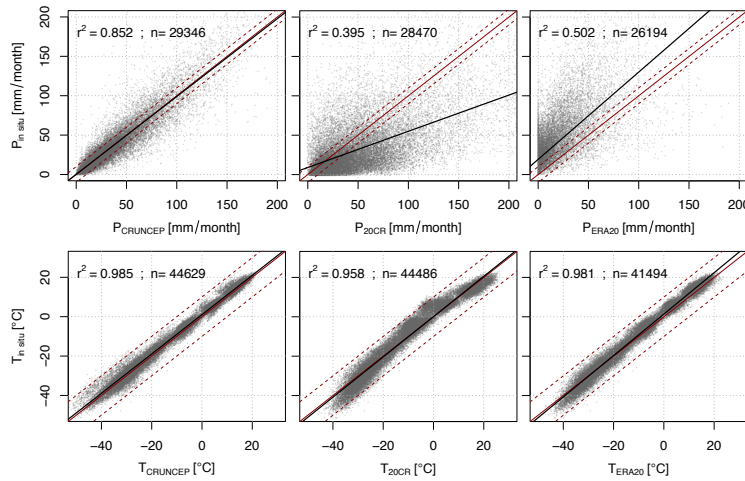 r² = 0.852 ; n= 29346
r² = 0.395 ; n= 28470
r² = 0.502 ; n= 26194
200
150
100
50
0
P in situ [mm/month]
0 50 100 150 200
0 50 100 150 200
0 50 100 150 200
P CRUNCEP [mm/month]
P 20CR [mm/month]
P ERA20 [mm/month]
r² = 0.985 ; n= 44629
r² = 0.958 ; n= 44486
r² = 0.981 ; n= 41494
20
0
−20
−40
T in situ [°C]
−40 −20 0 20
−40 −20 0 20
−40 −20 0 20
T CRUNCEP [°C]
T 20CR [°C]
T ERA20 [°C]